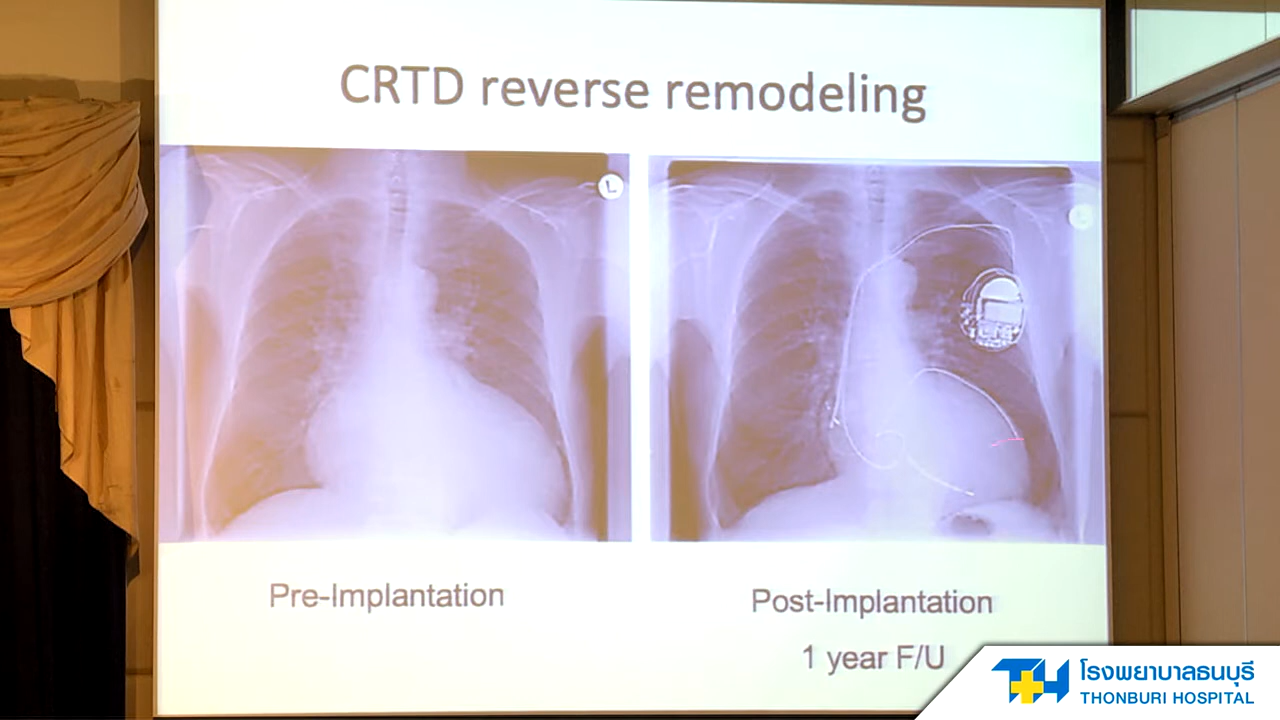 CRTD reverse remodeling
L
L
Pre-Implantation
Post-Implantation
1 year F/U
โรงพยาบาลธนบุรี
THONBURI HOSPITAL